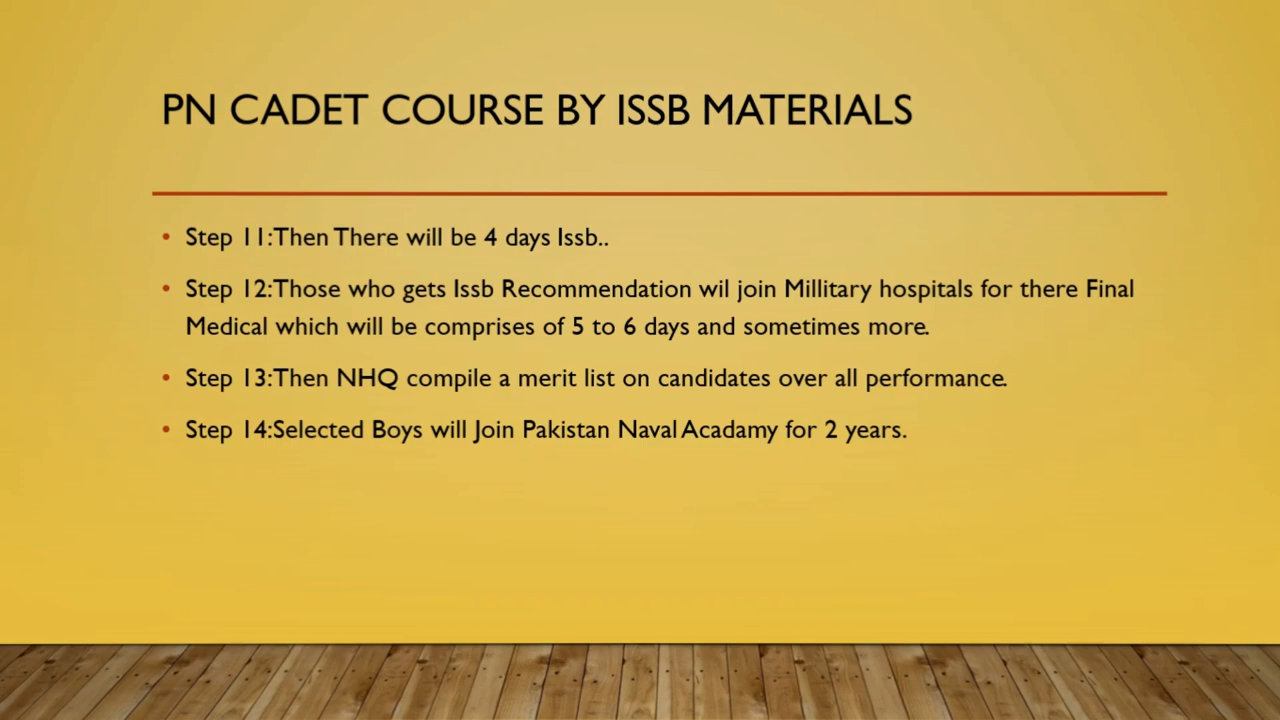 PN CADET COURSE BY ISSB MATERIALS
• Step 11:Then There will be 4 days Issb..
• Step 12:Those who gets Issb Recommendation wil join Millitary hospitals for there Final
Medical which will be comprises of 5 to 6 days and sometimes more.
• Step 13:Then NHQ compile a merit list on candidates over all performance.
• Step 14:Selected Boys will Join Pakistan Naval Acadamy for 2 years.